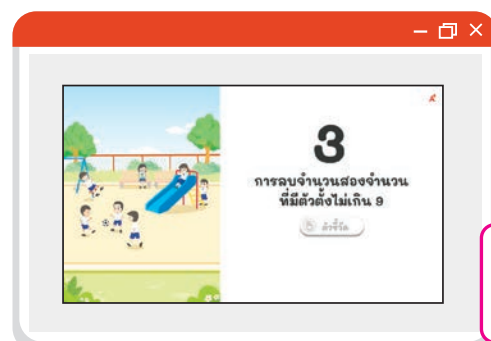 3
การลบจำนวนสองจำนวน
ที่มีตัวตั้งไม่เกิน 9
ตัวชี้วัด